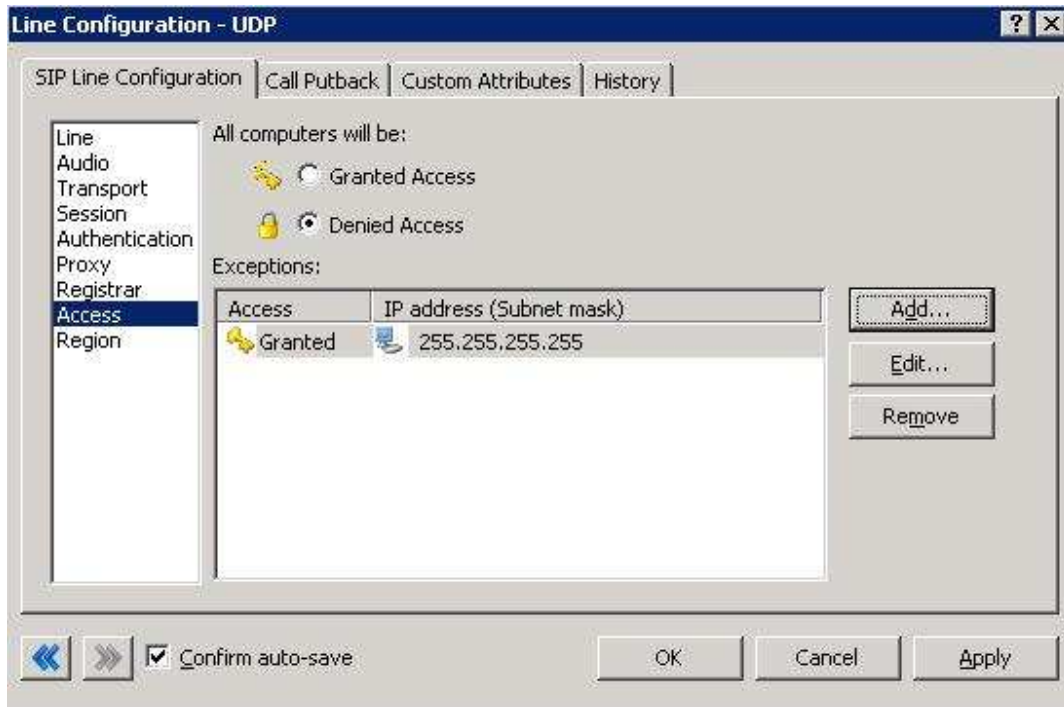 Line Configuration - UDP
SIP Line Configuration
Call Putback
Custom Attributes
History
Line
Audio
Transport
Session
Authentication
Proxy
Registrar
Access
Region
All computers will be:
Granted Access
Denied Access
Exceptions:
Access
IP address (Subnet mask)
Granted
255.255.255.255
Add...
Edit...
Remove
Confirm auto-save
OK
Cancel
Apply